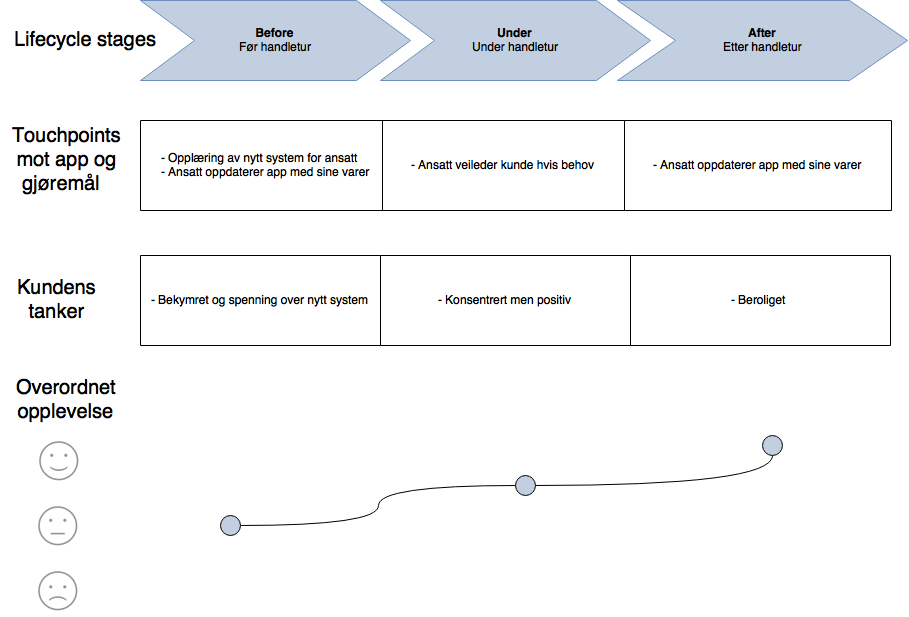 Lifecycle stages
Before
Før handletur
Under
Under handletur
After
Etter handletur
Touchpoints
mot app og
gjøremål
- Opplæring av nytt system for ansatt
- Ansatt oppdaterer app med sine varer
- Ansatt veileder kunde hvis behov
- Ansatt oppdaterer app med sine varer
Kundens
tanker
- Bekymret og spenning over nytt system
- Konsentrert men positiv
- Beroliget
Overordnet
opplevelse